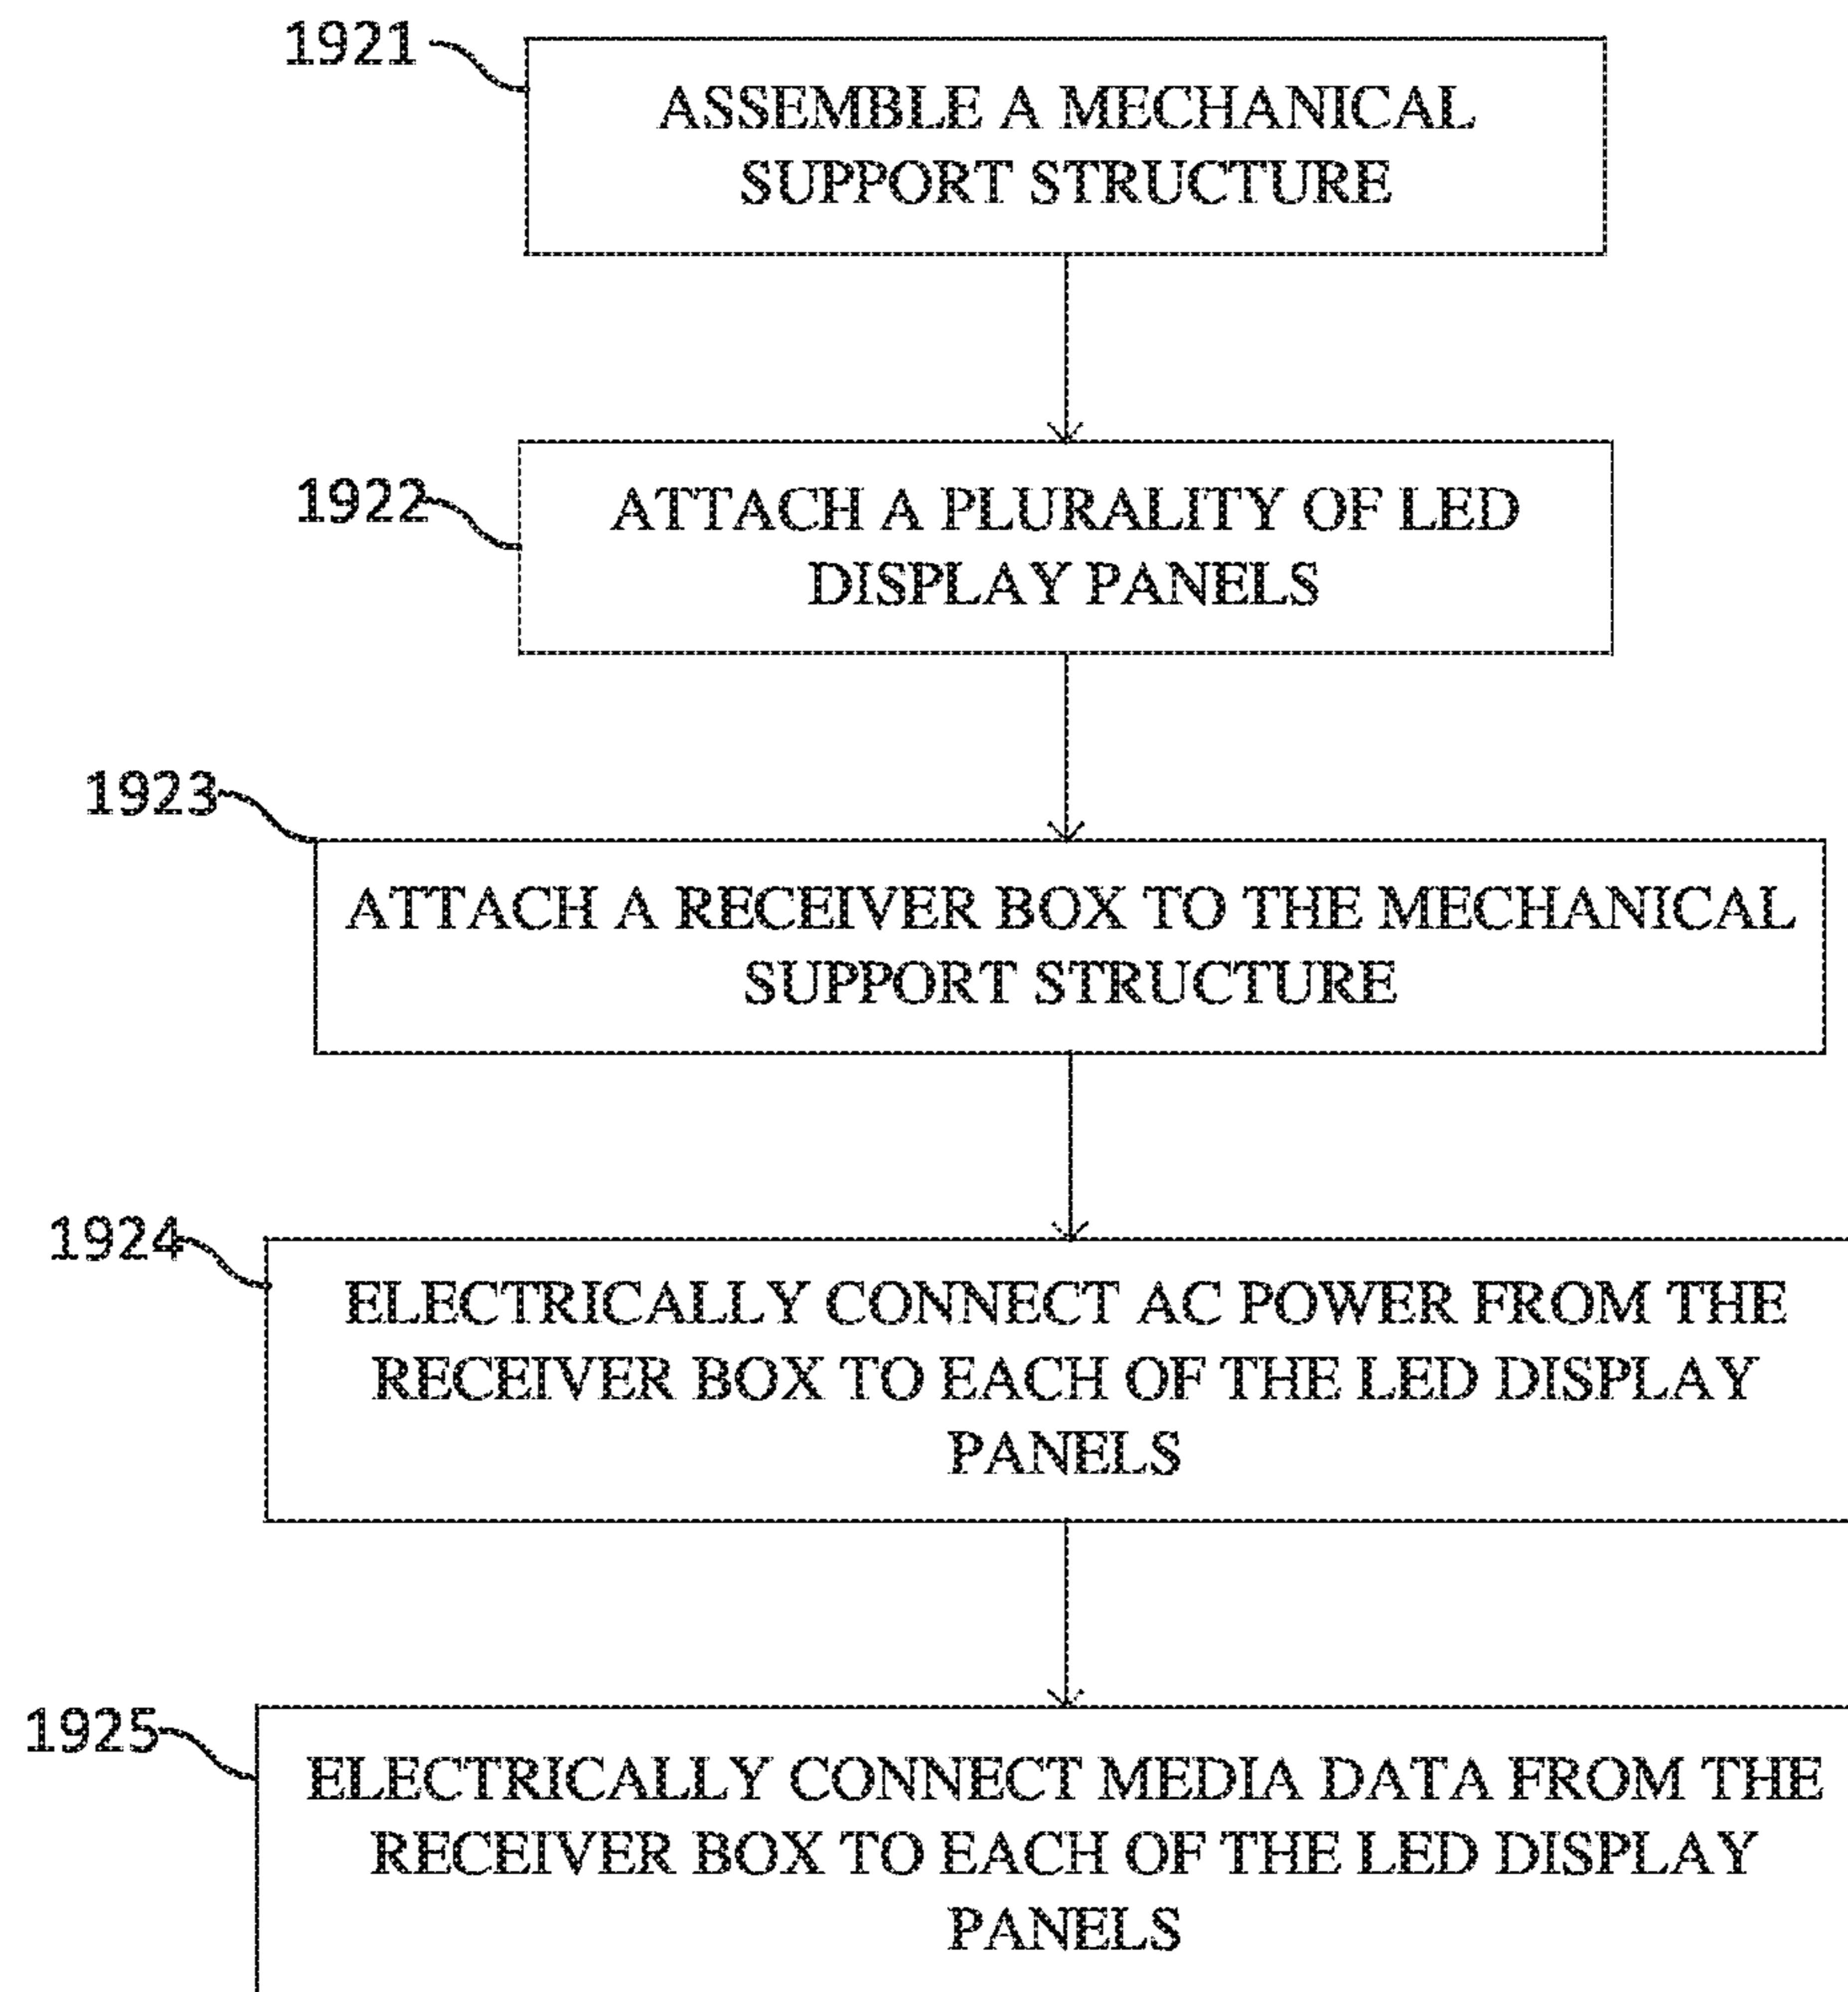 1921
ASSEMBLE A MECHANICAL
SUPPORT STRUCTURE
1922
ATTACH A PLURALITY OF LED
DISPLAY PANELS
1923
ATTACH A RECEIVER BOX TO THE MECHANICAL
SUPPORT STRUCTURE
1924
ELECTRICALLY CONNECT AC POWER FROM THE
RECEIVER BOX TO EACH OF THE LED DISPLAY
PANELS
1925
ELECTRICALLY CONNECT MEDIA DATA FROM THE
RECEIVER BOX TO EACH OF THE LED DISPLAY
PANELS